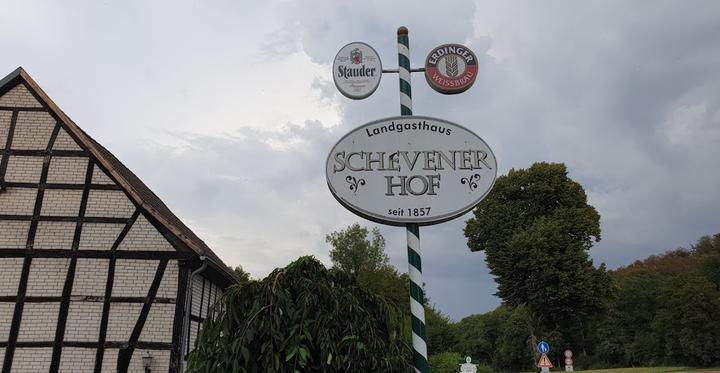 Stauder
ERDINGER
WEISSBRÄU
Landgasthaus
SCHEVENER
HOF
seit 1857